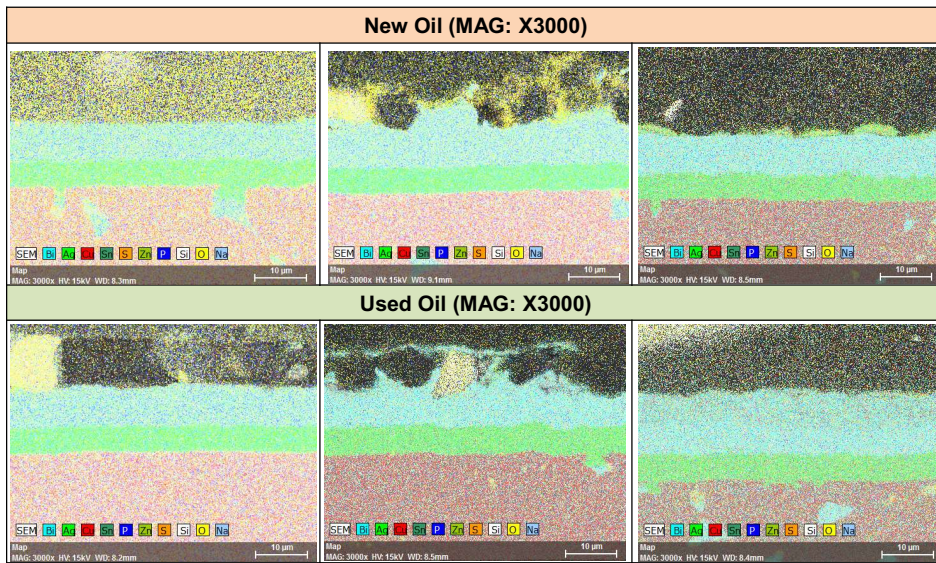 New Oil (MAG: X3000)
SEM Bi Ag Cu Sn S Zn P Si O Na
Map
MAG: 3000x HV: 15kV WD: 8.3mm 10 µm
SEM Bi Ag Cu Sn S Zn P Si O Na
Map
MAG: 3000x HV: 15kV WD: 9.1mm 10 µm
SEM Bi Ag Cu Sn P Zn S Si O Na
Map
MAG: 3000x HV: 15kV WD: 8.5mm 10 µm
Used Oil (MAG: X3000)
SEM Bi Ag Cu Sn P Zn S Si O Na
Map
MAG: 3000x HV: 15kV WD: 8.2mm 10 µm
SEM Bi Ag Cu Sn P Zn S Si O Na
Map
MAG: 3000x HV: 15kV WD: 8.5mm 10 µm
SEM Bi Ag Cu Sn P Zn S Si O Na
Map
MAG: 3000x HV: 15kV WD: 8.4mm 10 µm